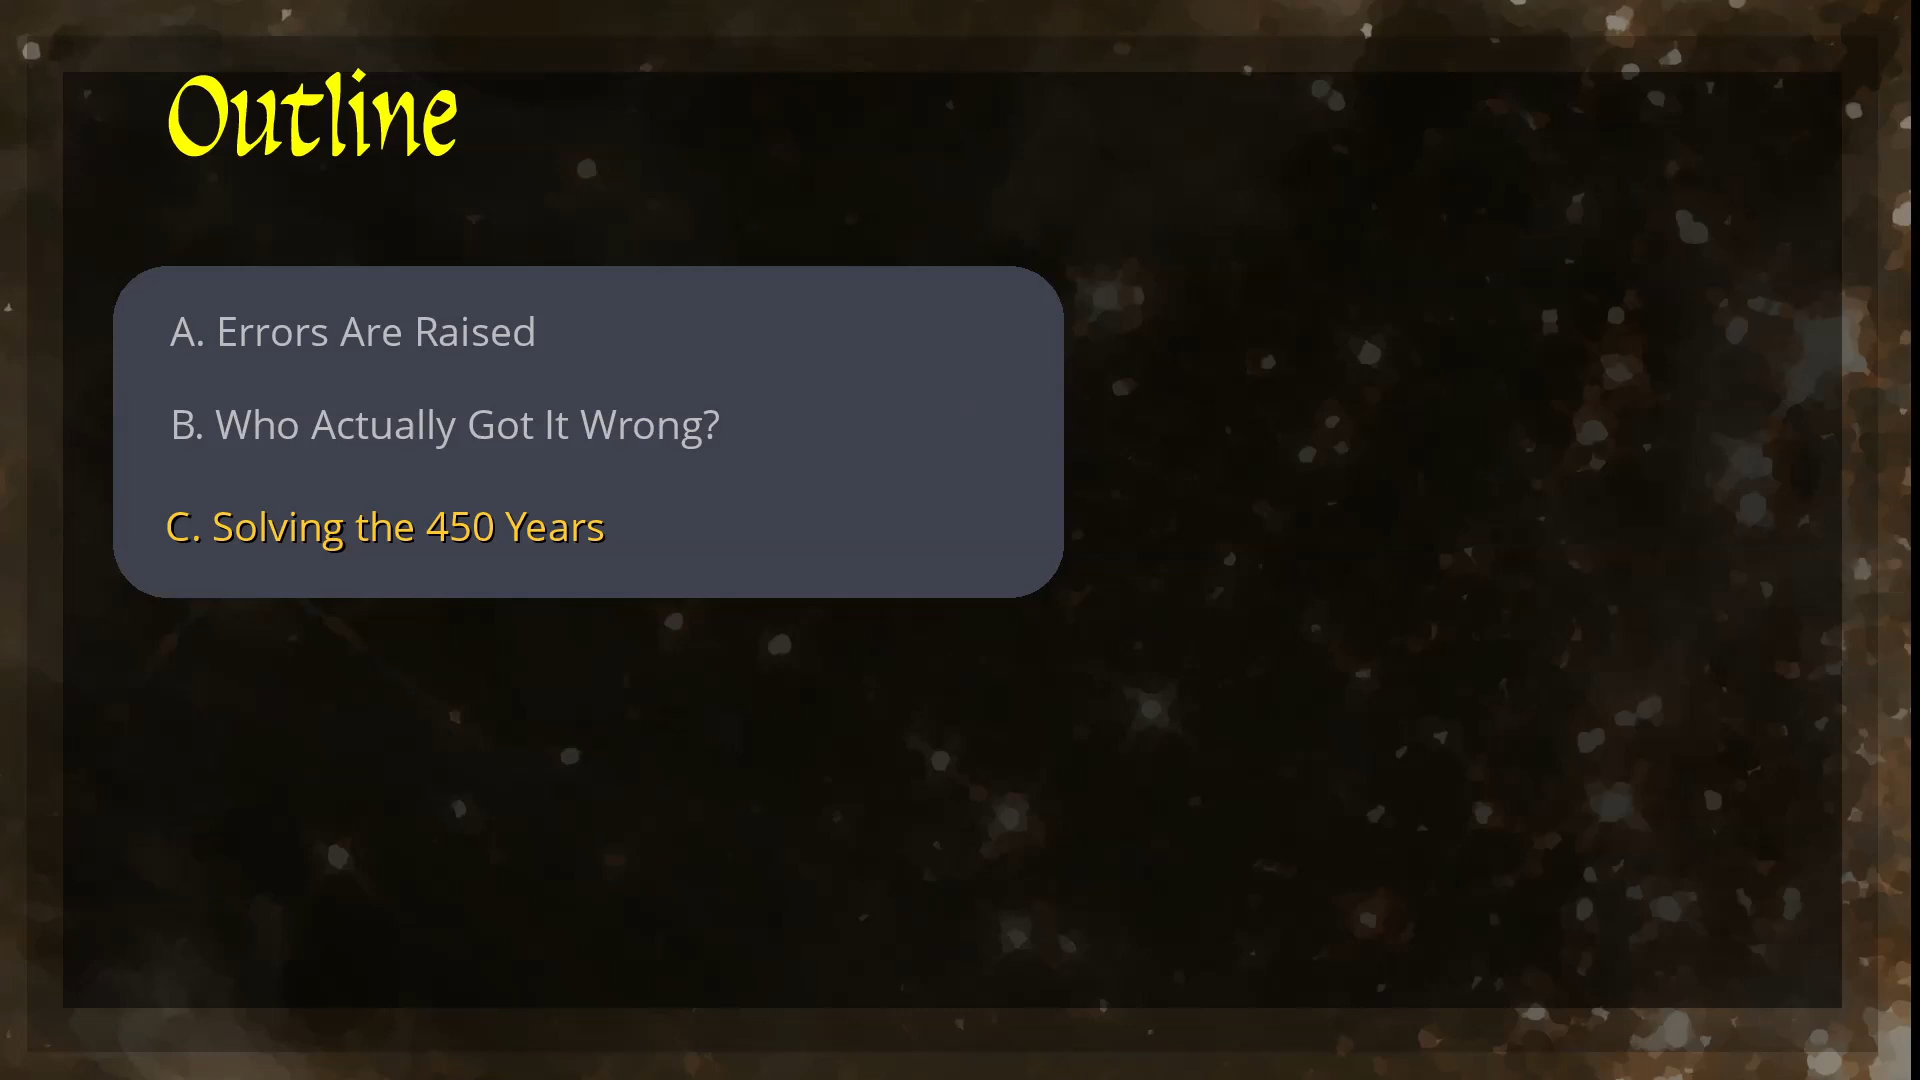 Outline
A. Errors Are Raised
B. Who Actually Got It Wrong?
C. Solving the 450 Years